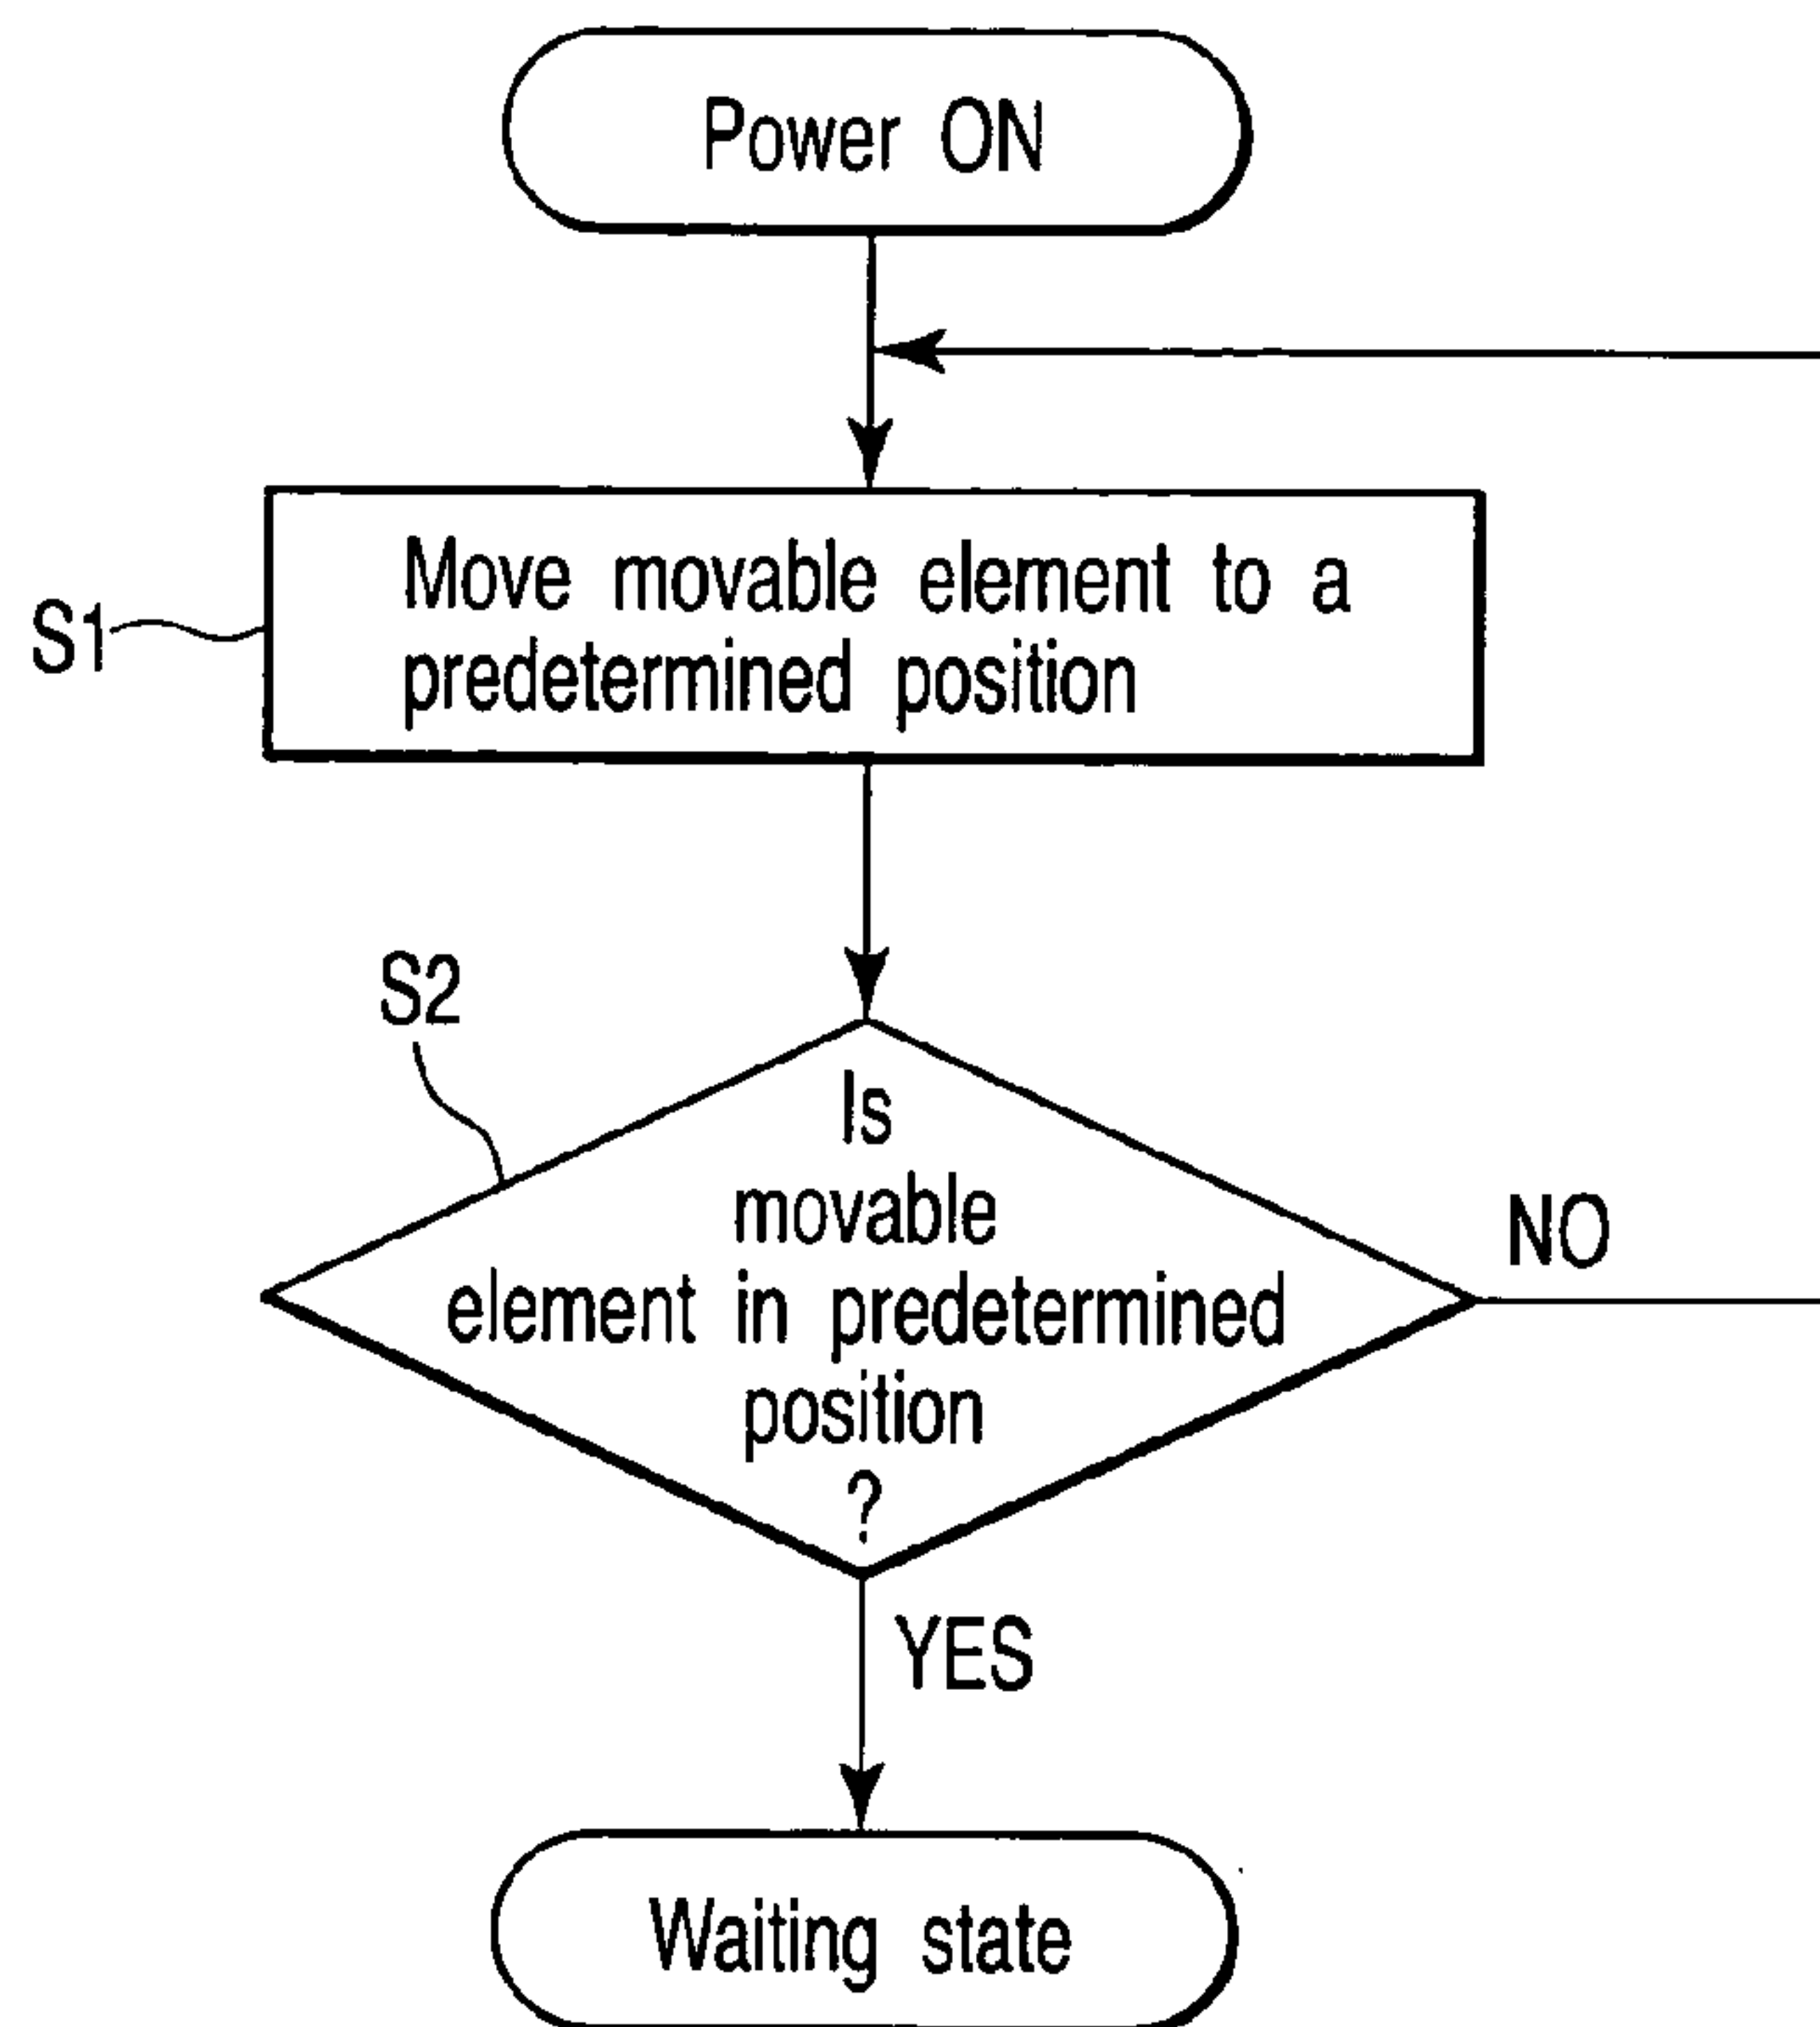 Power ON
Move movable element to a
predetermined position
S1
S2
Is
movable
element in predetermined
position
?
NO
YES
Waiting state